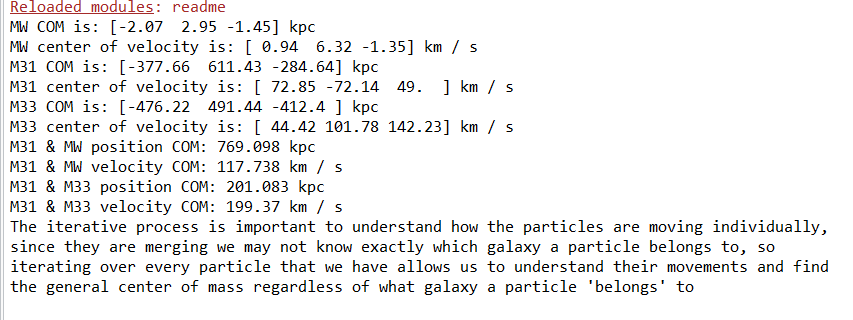 Reloaded modules: readme
MW COM is: [-2.07  2.95 -1.45] kpc
MW center of velocity is: [ 0.94  6.32 -1.35] km / s
M31 COM is: [-377.66  611.43 -284.64] kpc
M31 center of velocity is: [ 72.85 -72.14  49.  ] km / s
M33 COM is: [-476.22  491.44 -412.4 ] kpc
M33 center of velocity is: [ 44.42 101.78 142.23] km / s
M31 & MW position COM: 769.098 kpc
M31 & MW velocity COM: 117.738 km / s
M31 & M33 position COM: 201.083 kpc
M31 & M33 velocity COM: 199.37 km / s
The iterative process is important to understand how the particles are moving individually,
since they are merging we may not know exactly which galaxy a particle belongs to, so
iterating over every particle that we have allows us to understand their movements and find
the general center of mass regardless of what galaxy a particle 'belongs' to